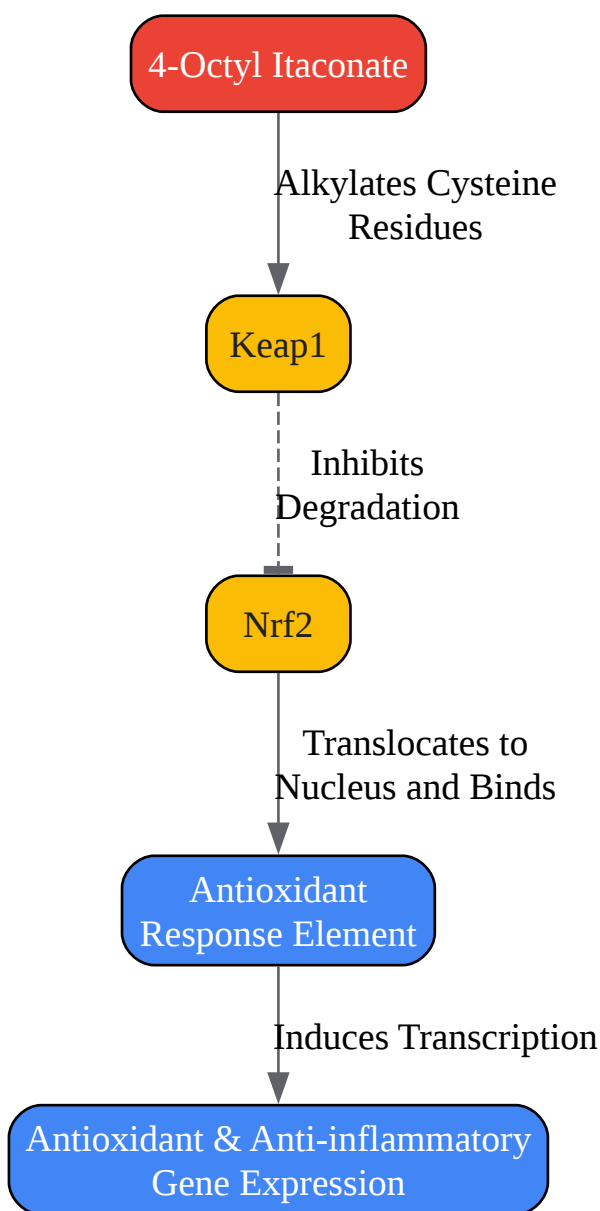 4-Octyl Itaconate
Alkylates Cysteine
Residues
Keap1
Inhibits
Degradation
Nrf2
Translocates to
Nucleus and Binds
Antioxidant
Response Element
Induces Transcription
Antioxidant & Anti-inflammatory
Gene Expression